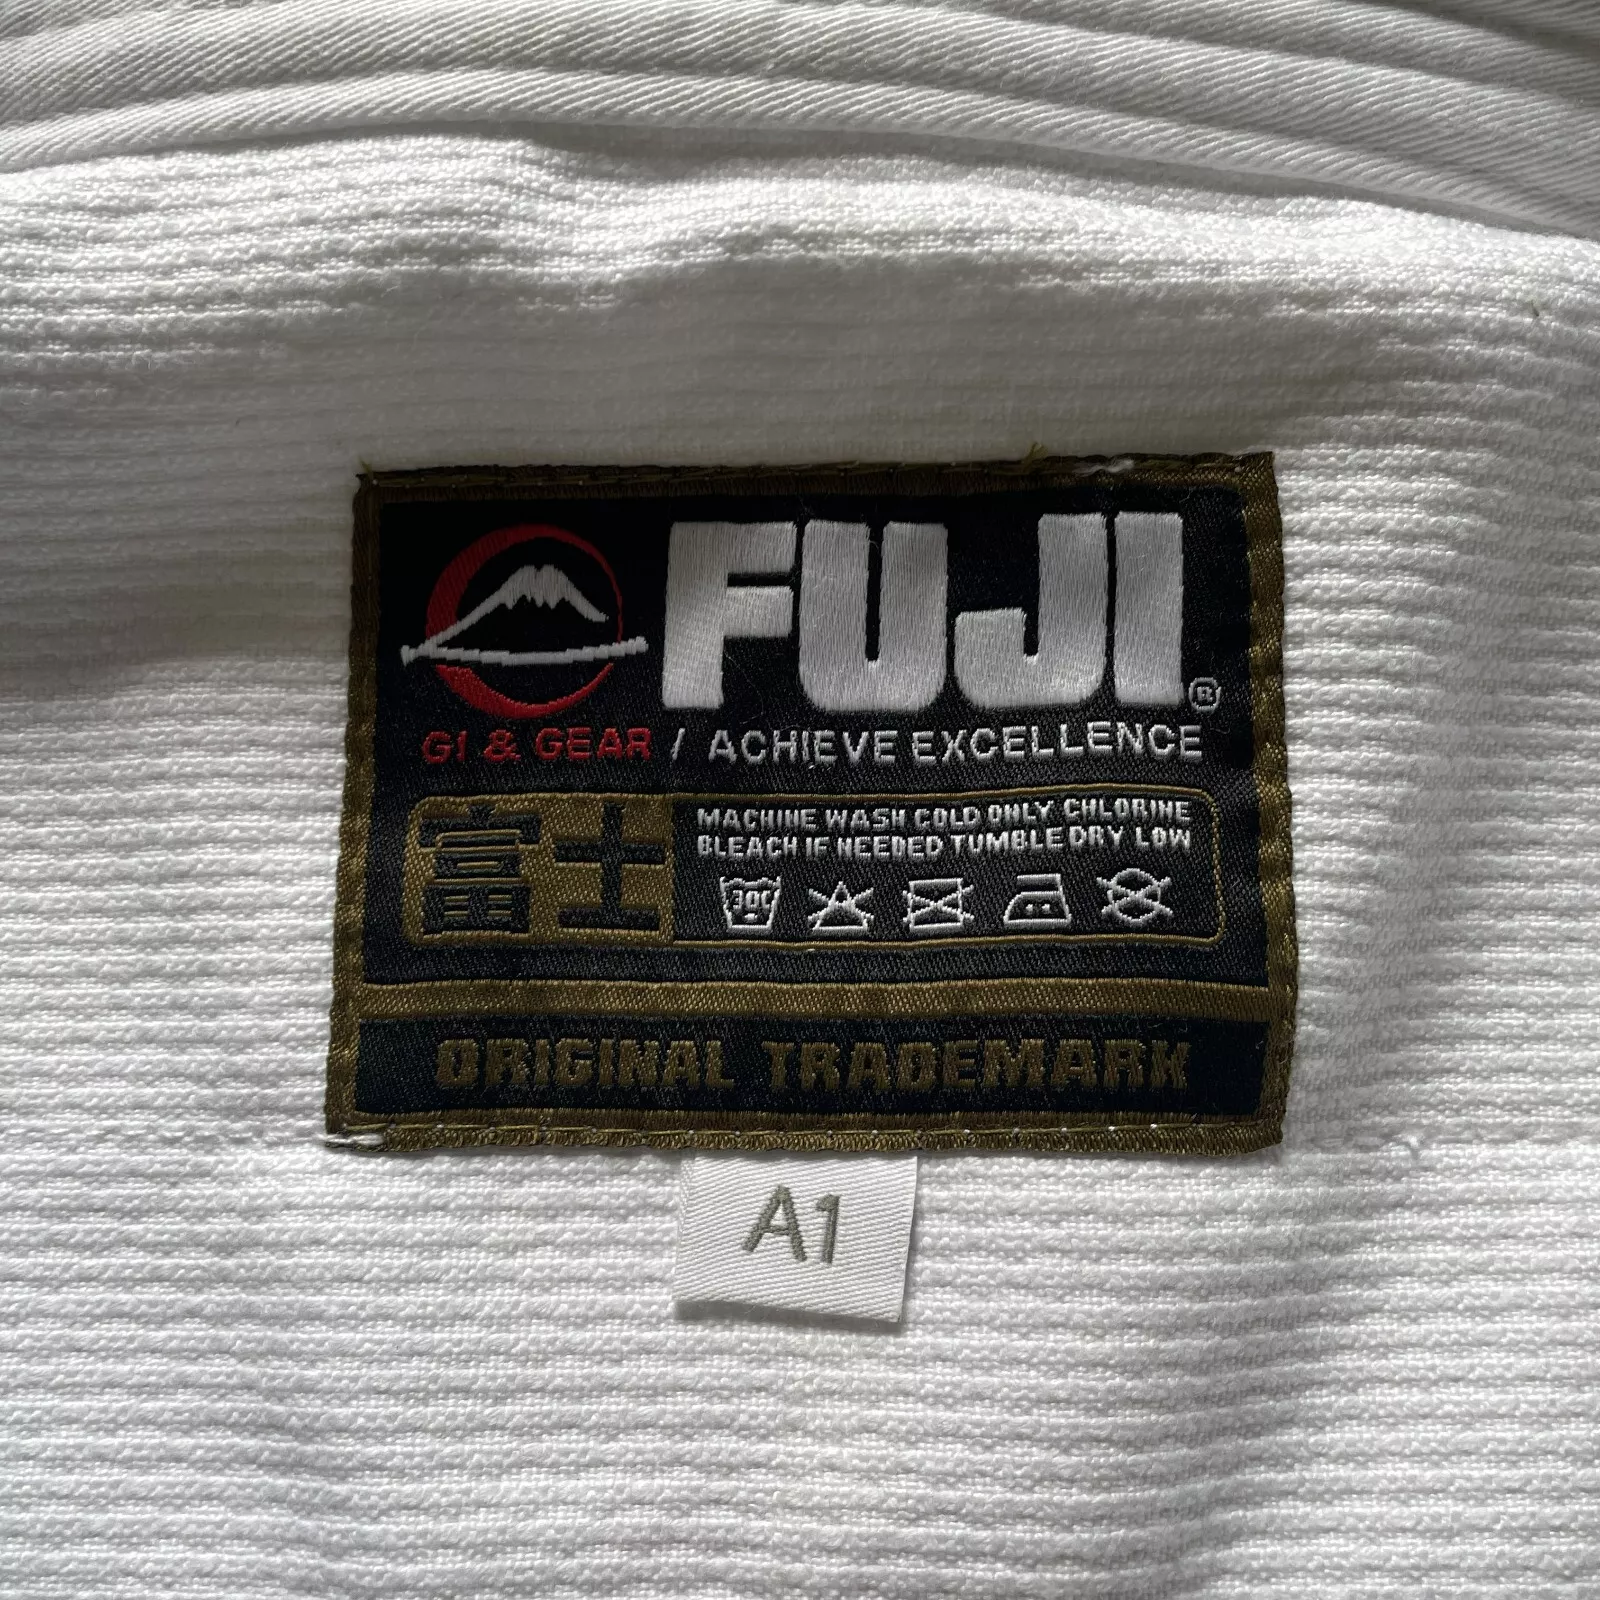 FUJI®
GI & GEAR / ACHIEVE EXCELLENCE
富士
MACHINE WASH COLD ONLY CHLORINE
BLEACH IF NEEDED TUMBLE DRY LOW
30C
ORIGINAL TRADEMARK
A1